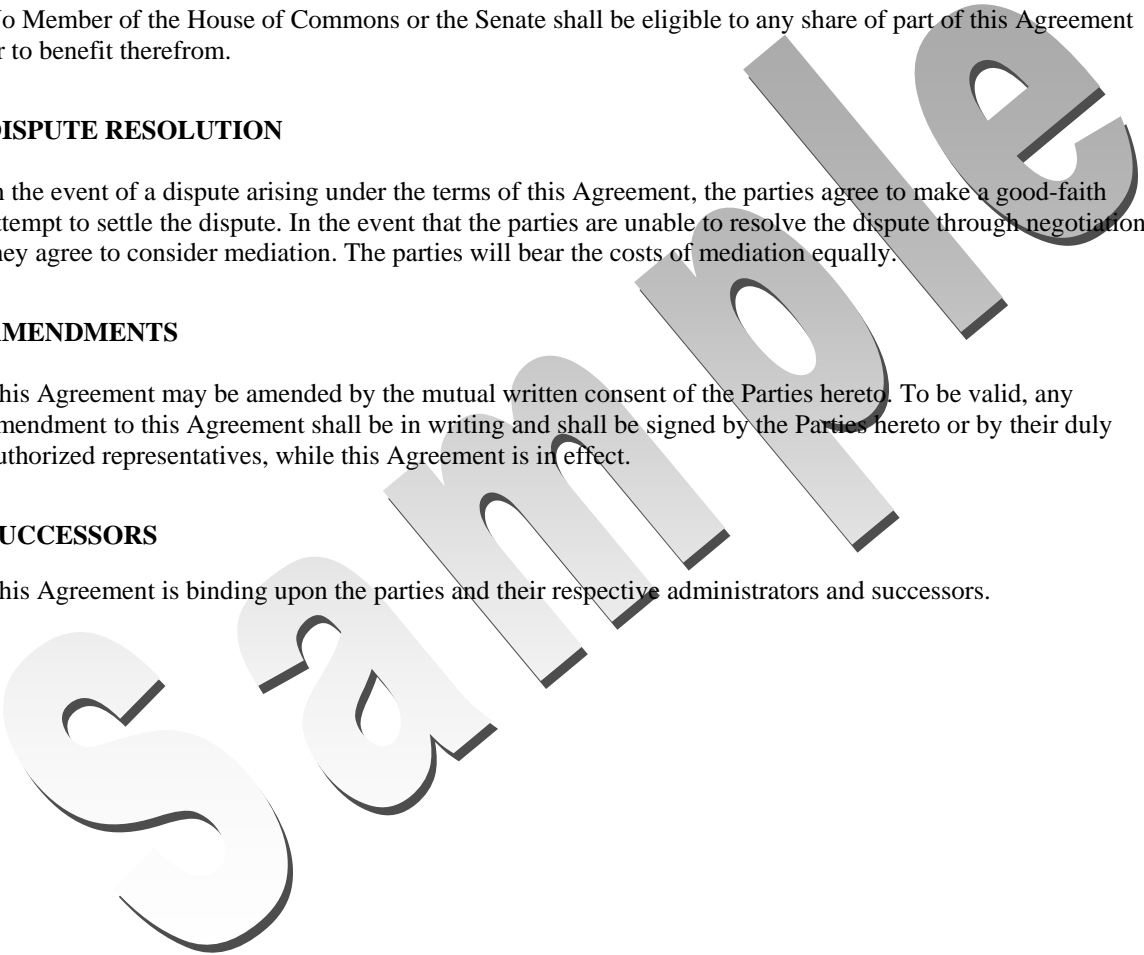 o Member of the House of Commons or the Senate shall be eligible to any share of part of this Agreement
r to benefit therefrom.
ISPUTE RESOLUTION
n the event of a dispute arising under the terms of this Agreement, the parties agree to make a good-faith
ttempt to settle the dispute. In the event that the parties are unable to resolve the dispute through negotiation
hey agree to consider mediation. The parties will bear the costs of mediation equally.
MENDMENTS
his Agreement may be amended by the mutual written consent of the Parties hereto. To be valid, any
mendment to this Agreement shall be in writing and shall be signed by the Parties hereto or by their duly
uthorized representatives, while this Agreement is in effect.
UCCESSORS
his Agreement is binding upon the parties and their respective administrators and successors.
Sample